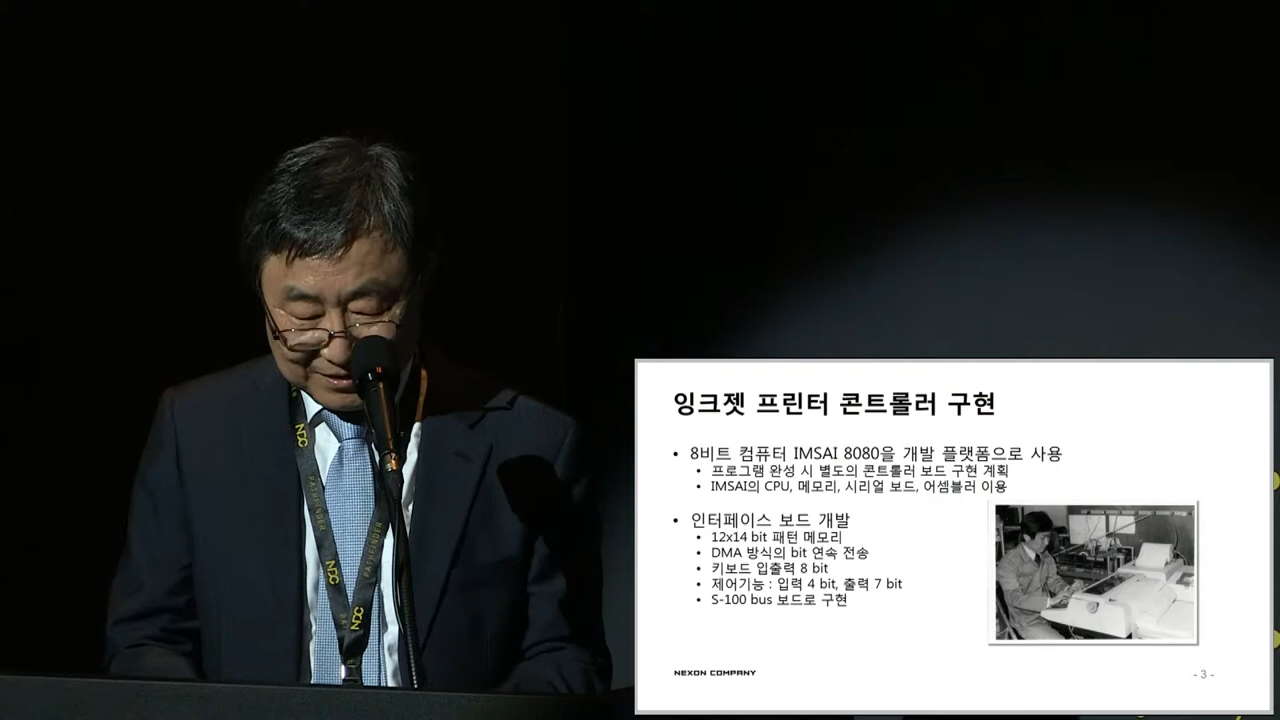 잉크젯 프린터 콘트롤러 구현
• 8비트 컴퓨터 IMSAI 8080을 개발 플랫폼으로 사용
• 프로그램 완성 시 별도의 콘트롤러 보드 구현 계획
• IMSAI의 CPU, 메모리, 시리얼 보드, 어셈블러 이용
• 인터페이스 보드 개발
• 12x14 bit 패턴 메모리
• DMA 방식의 bit 연속 전송
• 키보드 입출력 8 bit
• 제어기능 : 입력 4 bit, 출력 7 bit
• S-100 bus 보드로 구현
NEXON COMPANY
- 3 -
NDC
PATHFINDER
NDC
PATHFINDER
NDC